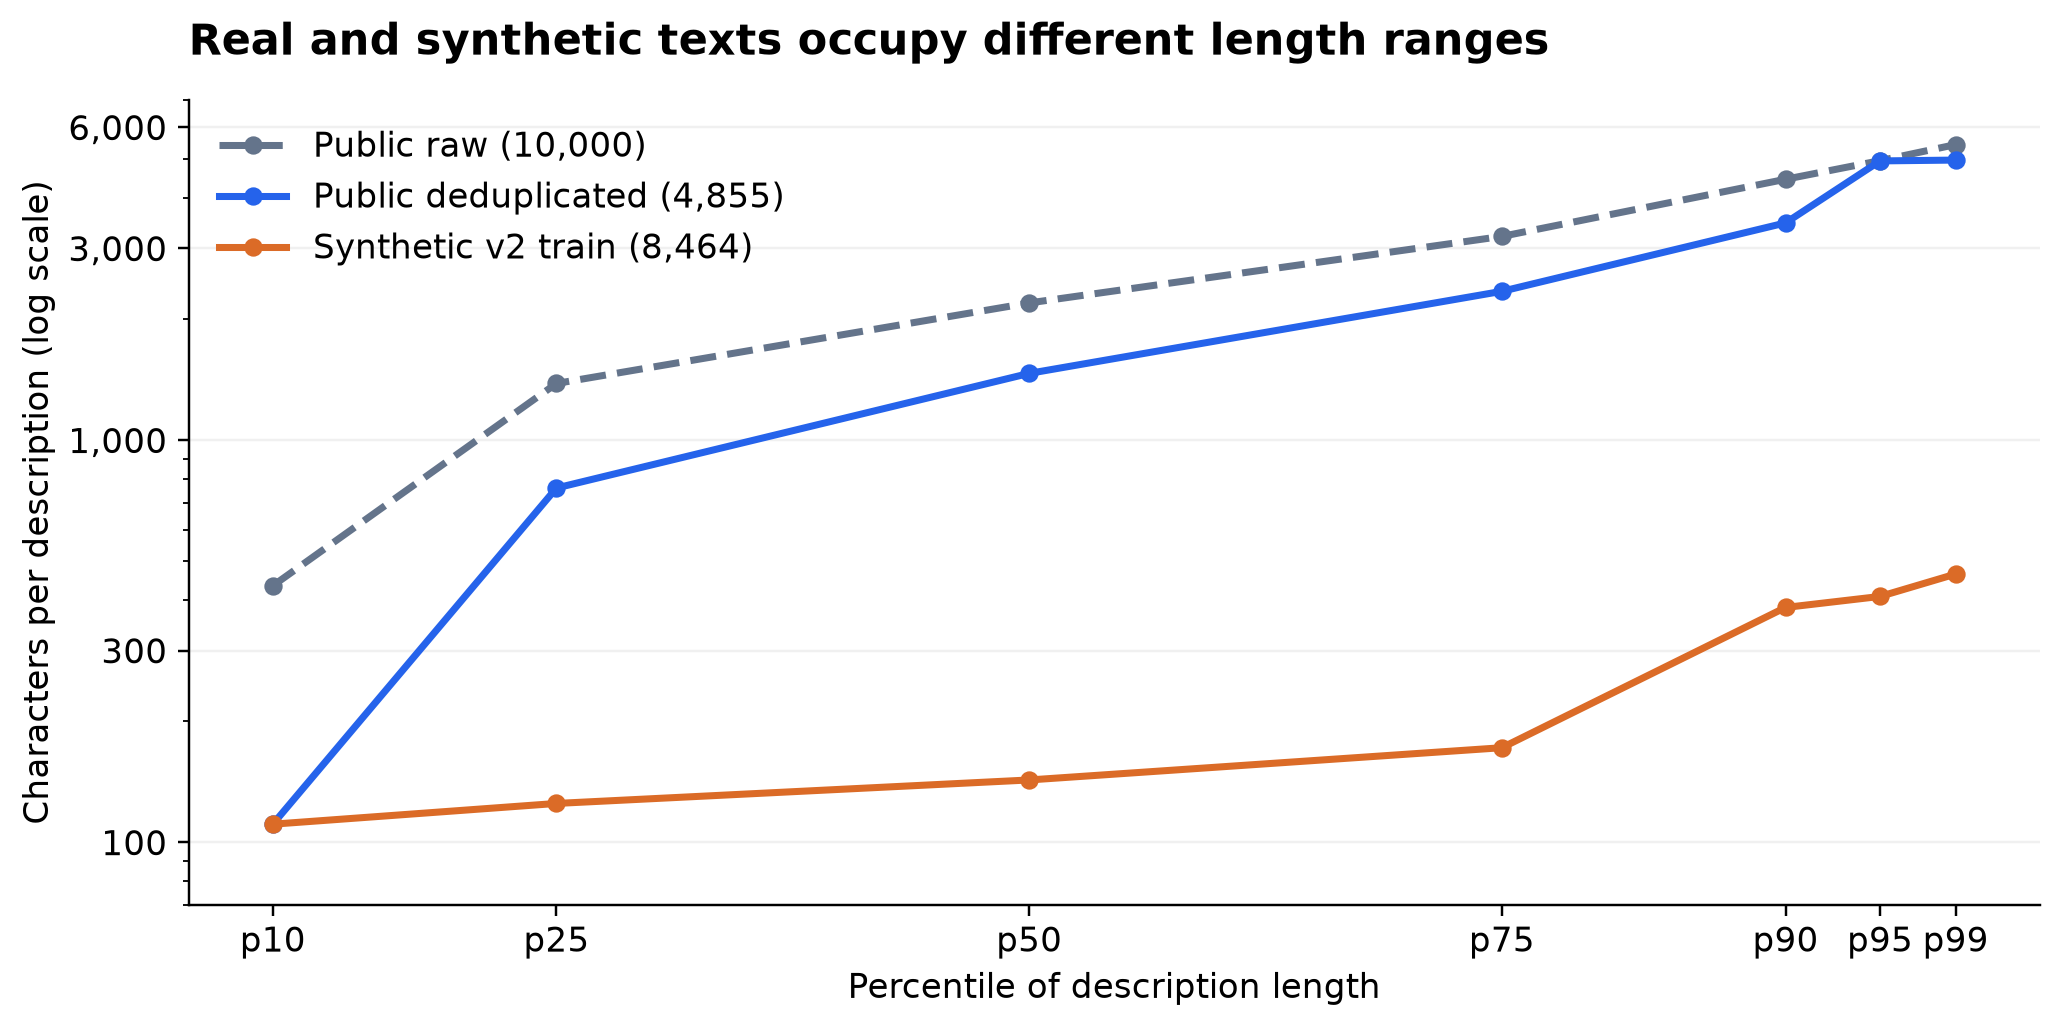 Real and synthetic texts occupy different length ranges
Public raw (10,000)
Public deduplicated (4,855)
Synthetic v2 train (8,464)
Characters per description (log scale)
6,000
3,000
1,000
300
100
p10 p25 p50 p75 p90 p95 p99
Percentile of description length